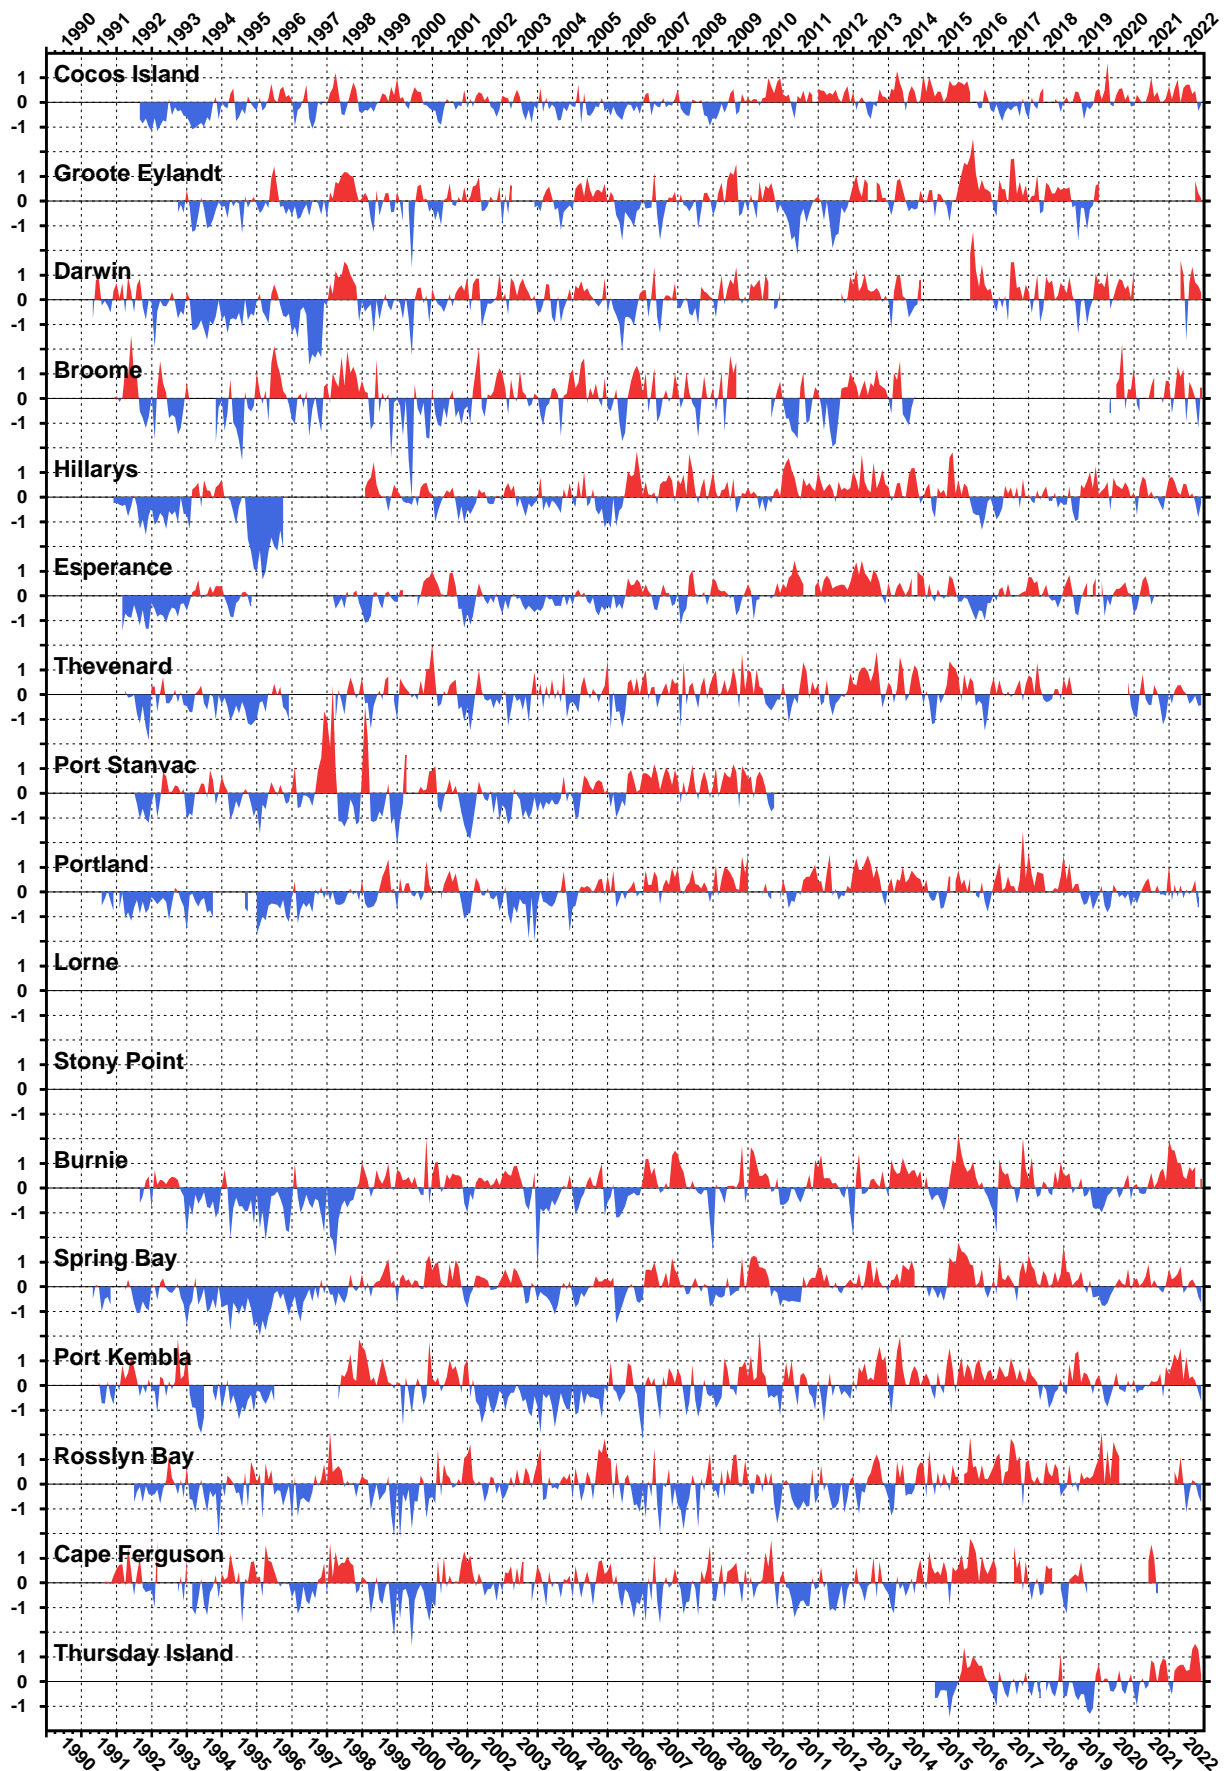 1990 1991 1992 1993 1994 1995 1996 1997 1998 1999 2000 2001 2002 2003 2004 2005 2006 2007 2008 2009 2010 2011 2012 2013 2014 2015 2016 2017 2018 2019 2020 2021 2022
Cocos Island
1
0
-1
Groote Eylandt
1
0
-1
Darwin
1
0
-1
Broome
1
0
-1
Hillarys
1
0
-1
Esperance
1
0
-1
Thevenard
1
0
-1
Port Stanvac
1
0
-1
Portland
1
0
-1
Lorne
1
0
-1
Stony Point
1
0
-1
Burnie
1
0
-1
Spring Bay
1
0
-1
Port Kembla
1
0
-1
Rosslyn Bay
1
0
-1
Cape Ferguson
1
0
-1
Thursday Island
1
0
-1
1990 1991 1992 1993 1994 1995 1996 1997 1998 1999 2000 2001 2002 2003 2004 2005 2006 2007 2008 2009 2010 2011 2012 2013 2014 2015 2016 2017 2018 2019 2020 2021 2022